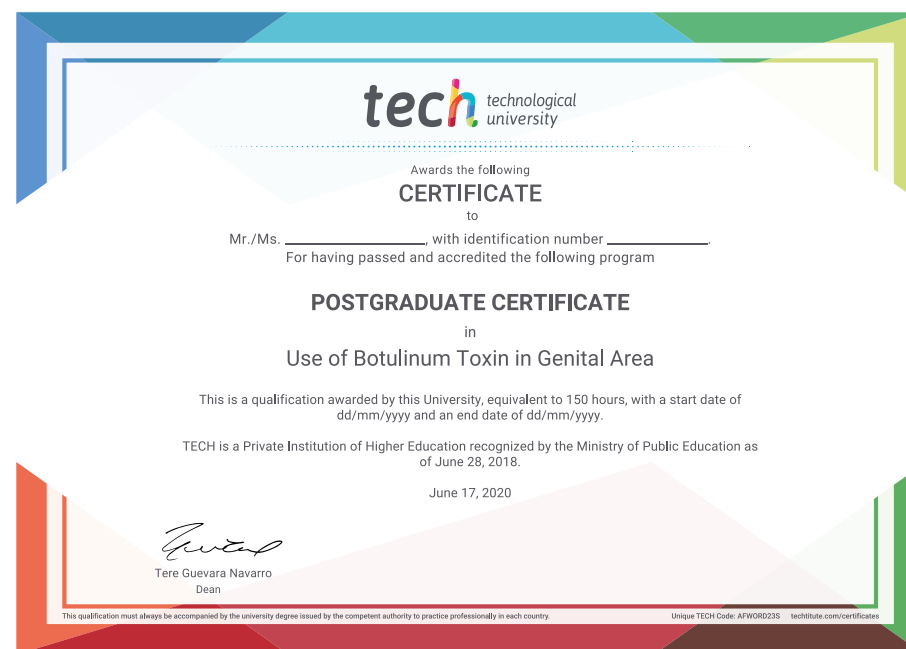 tech technological
university
Awards the following
CERTIFICATE
to
Mr./Ms. ____________________, with identification number ______________.
For having passed and accredited the following program
POSTGRADUATE CERTIFICATE
in
Use of Botulinum Toxin in Genital Area
This is a qualification awarded by this University, equivalent to 150 hours, with a start date of
dd/mm/yyyy and an end date of dd/mm/yyyy.
TECH is a Private Institution of Higher Education recognized by the Ministry of Public Education as
of June 28, 2018.
June 17, 2020
Tere Guevara Navarro
Dean
This qualification must always be accompanied by the university degree issued by the competent authority to practice professionally in each country. Unique TECH Code: AFWORD23S techtitute.com/certificates